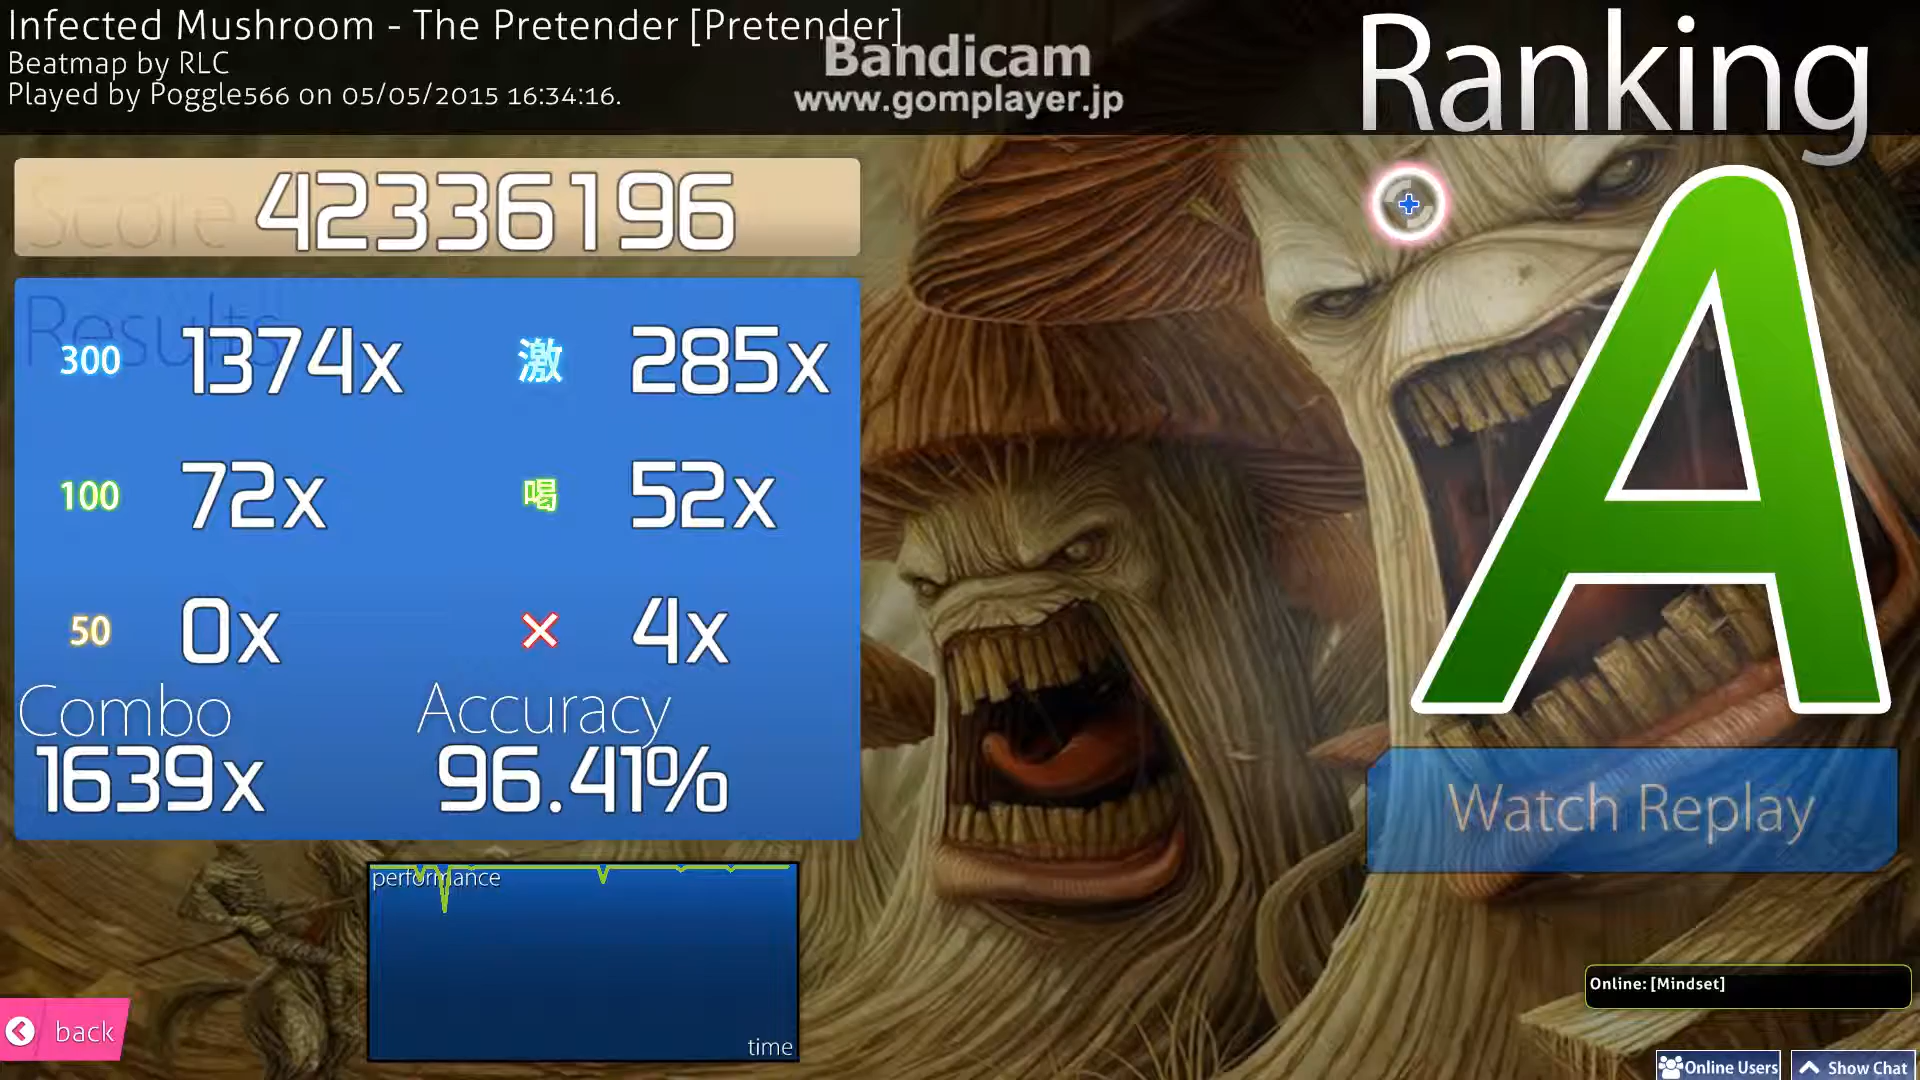 Infected Mushroom - The Pretender [Pretender]
Beatmap by RLC
Played by Poggle566 on 05/05/2015 16:34:16.
Bandicam
www.gomplayer.jp
Ranking
Score 42336196
Results
300 1374x 激 285x
100 72x 喝 52x
50 0x 4x
Combo Accuracy
1639x 96.41%
A
Watch Replay
performance
time
back
Online: [Mindset]
Online Users
Show Chat